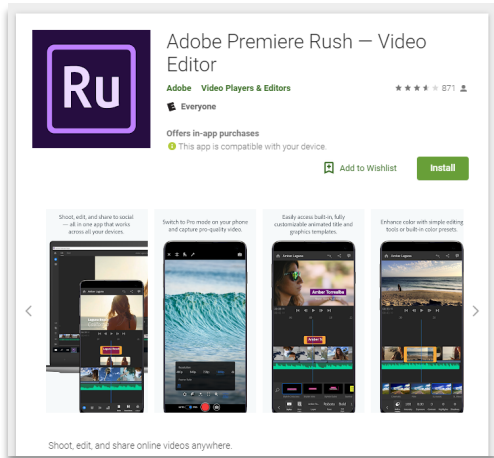 Ru
Adobe Premiere Rush — Video
Editor
Adobe Video Players & Editors
871
E Everyone
Offers in-app purchases
This app is compatible with your device.
Add to Wishlist
Install
Shoot, edit, and share to social
— all in one app that works
across all your devices.
Switch to Pro mode on your phone
and capture pro-quality video.
Easily access built-in, fully
customizable animated title and
graphics templates.
Enhance color with simple editing
tools or built-in color presets.
Amber Torrealba
Shoot, edit, and share online videos anywhere.